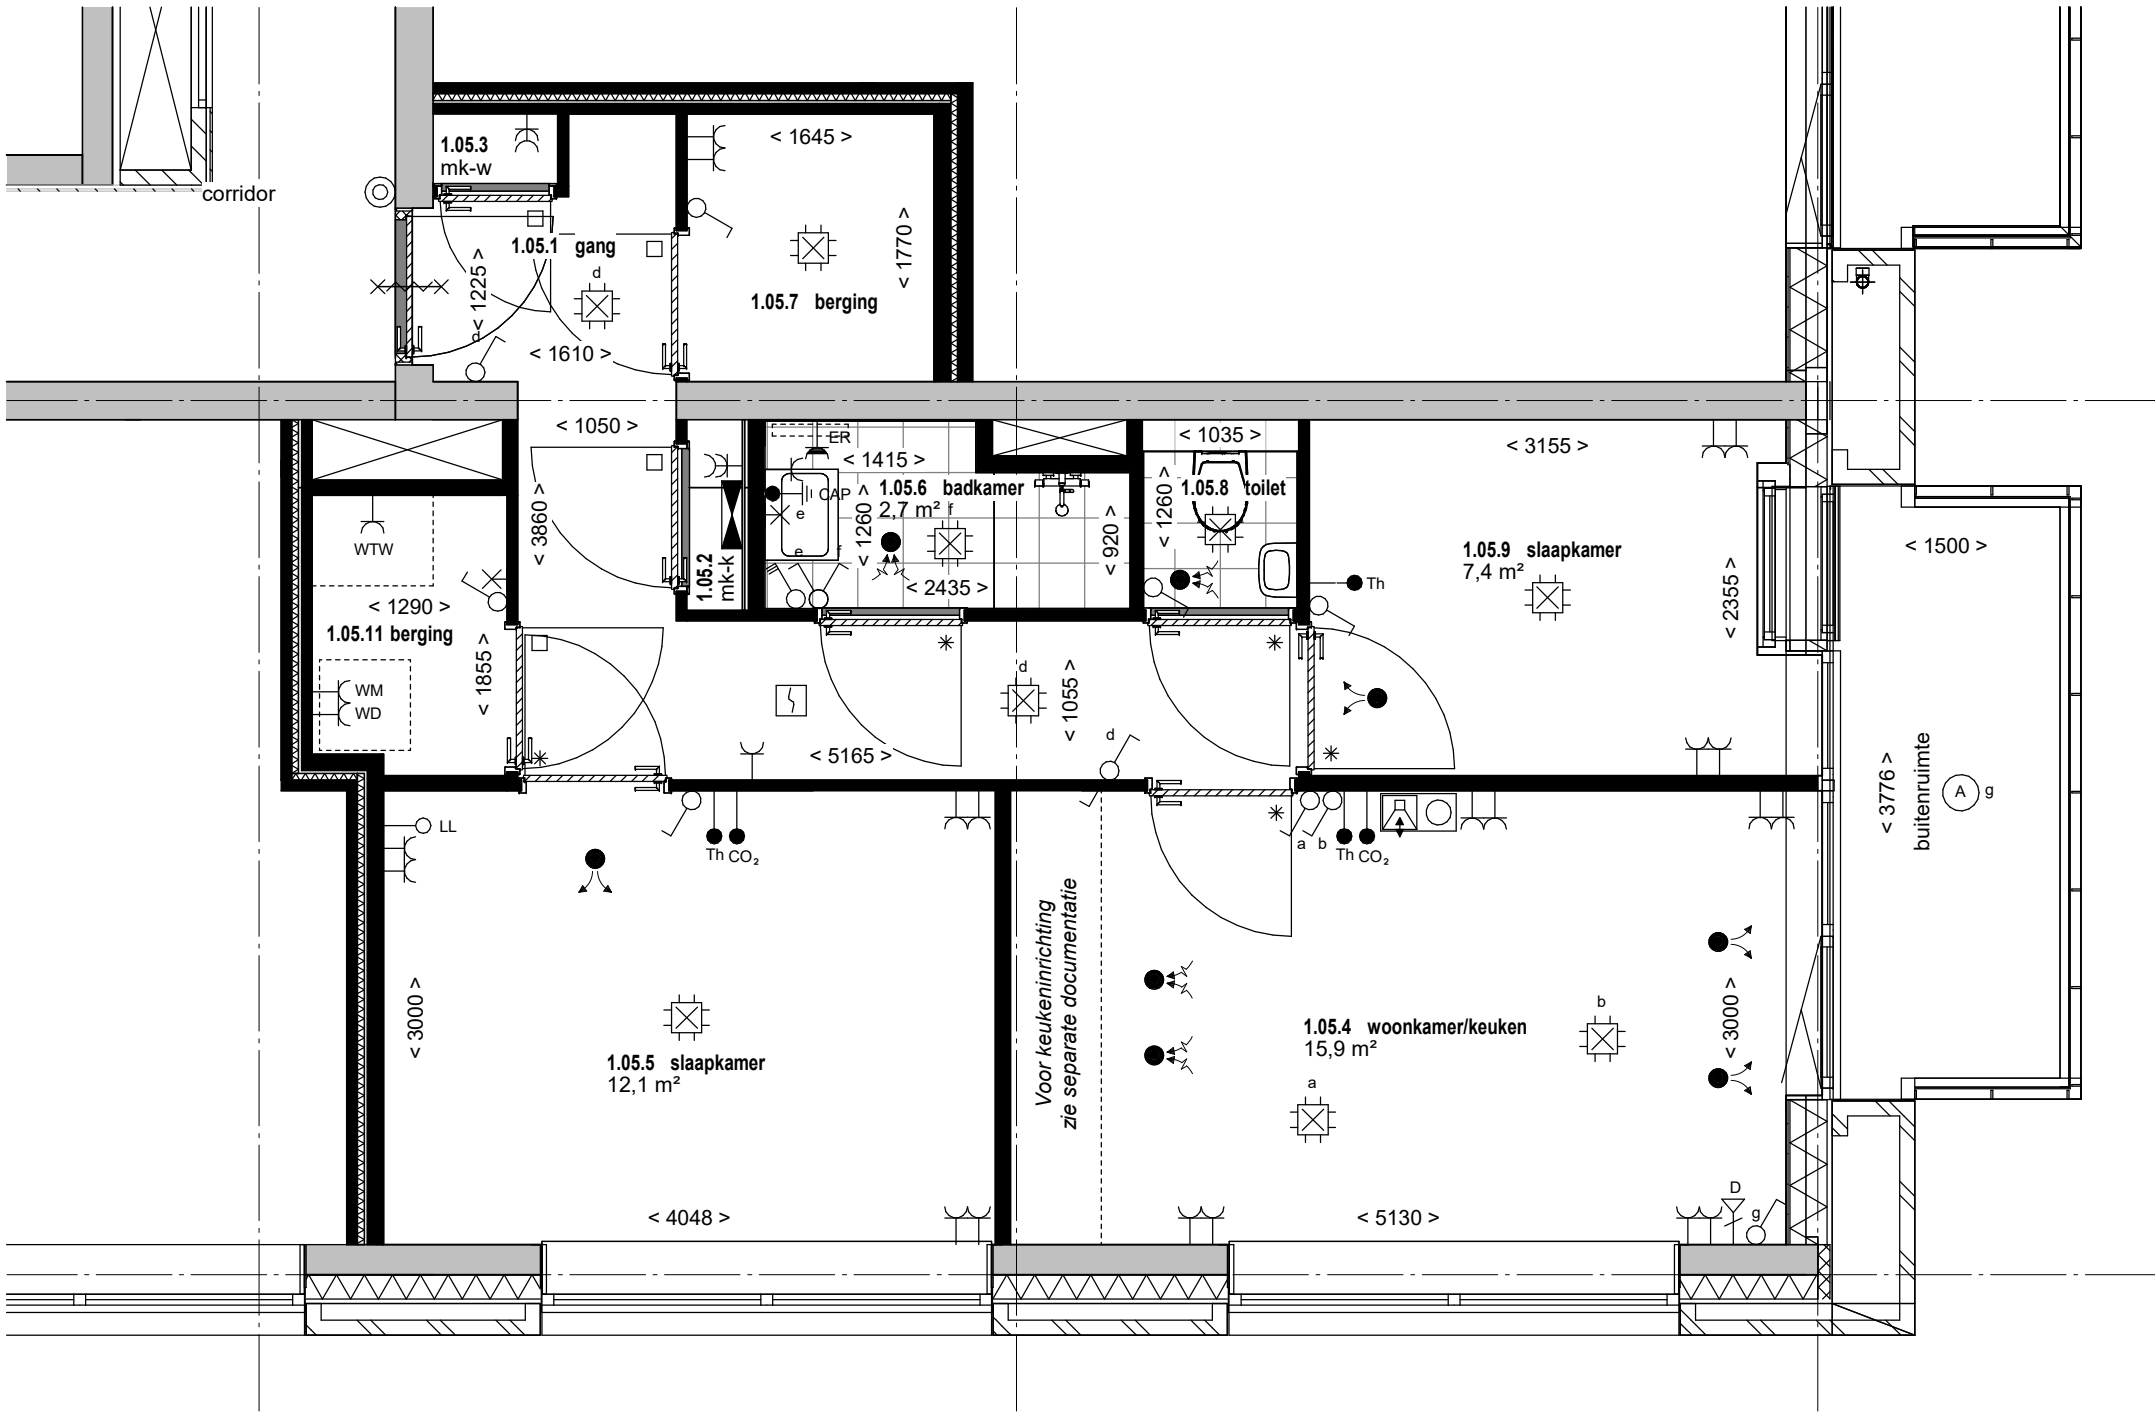 1.05.3
mk-w
< 1645 >
corridor
1.05.1 gang
< 1225 >
d
d
< 1770 >
1.05.7 berging
< 1610 >
< 1050 >
ER
< 1415 >
< 1035 >
< 3155 >
< 3860 >
CAP
e
e
f
1.05.6 badkamer
2,7 m²
f
< 1260 >
< 2435 >
< 920 >
< 1260 >
1.05.8 toilet
1.05.2
mk-k
WTW
< 1290 >
1.05.11 berging
< 1855 >
WM
WD
1.05.9 slaapkamer
7,4 m²
Th
< 2355 >
< 1500 >
d
< 1055 >
d
< 5165 >
< 3776 >
buitenruimte
A
g
LL
Th CO₂
a b Th CO₂
Voor keukeninrichting
zie separate documentatie
< 3000 >
1.05.5 slaapkamer
12,1 m²
1.05.4 woonkamer/keuken
15,9 m²
b
a
< 3000 >
D
g
< 4048 >
< 5130 >